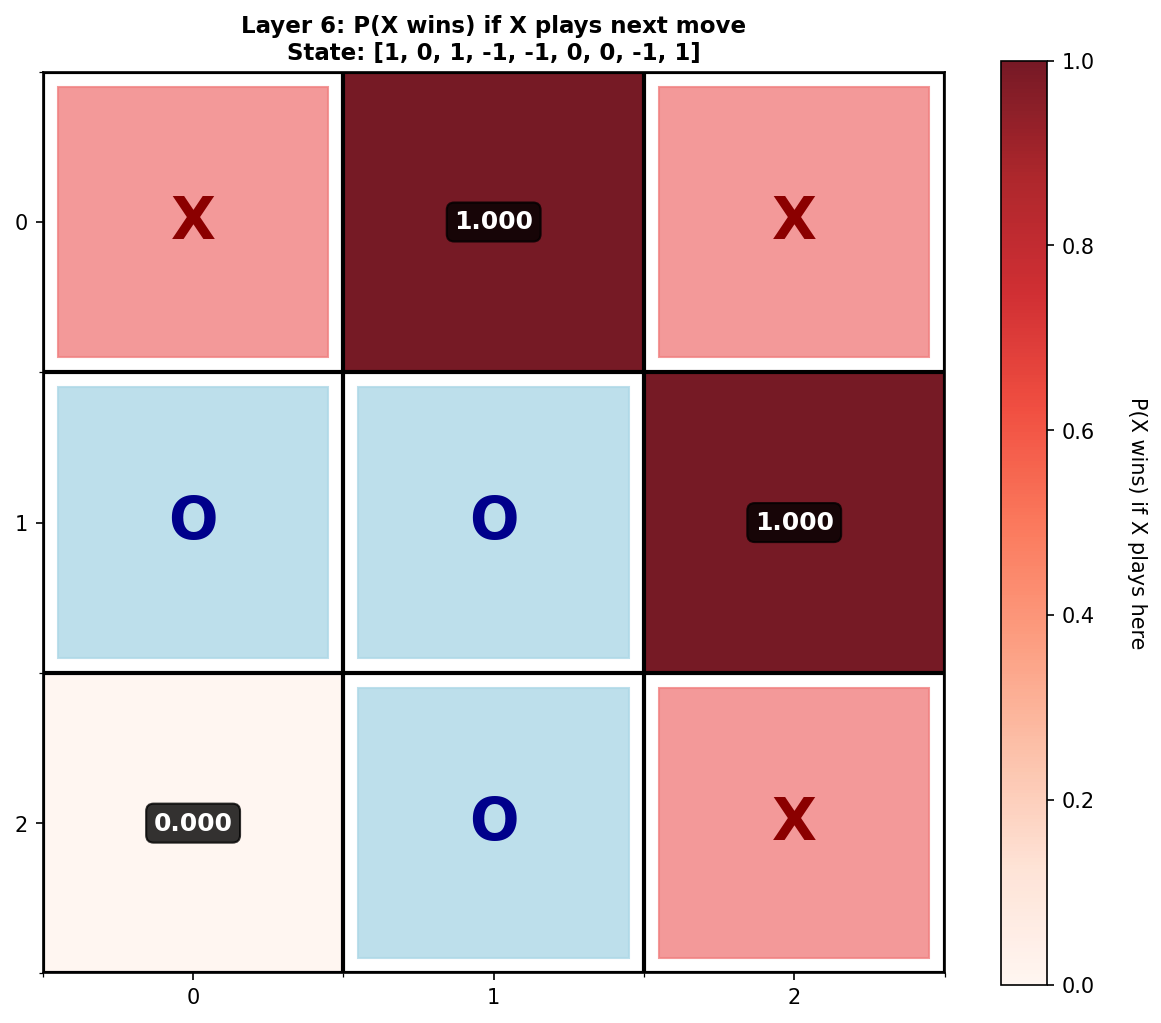 Layer 6: P(X wins) if X plays next move
State: [1, 0, 1, -1, -1, 0, 0, -1, 1]
X
1.000
X
O
O
1.000
0.000
O
X
0
1
2
0
1
2
1.0
0.8
0.6
0.4
0.2
0.0
P(X wins) if X plays here